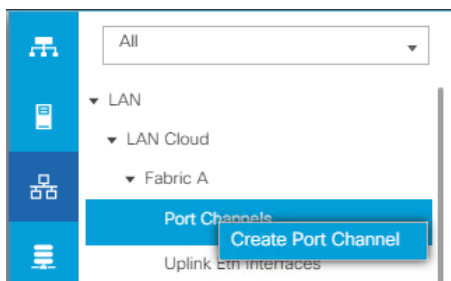 All
LAN
LAN Cloud
Fabric A
Port Channels
Create Port Channel
Uplink Eth Interfaces